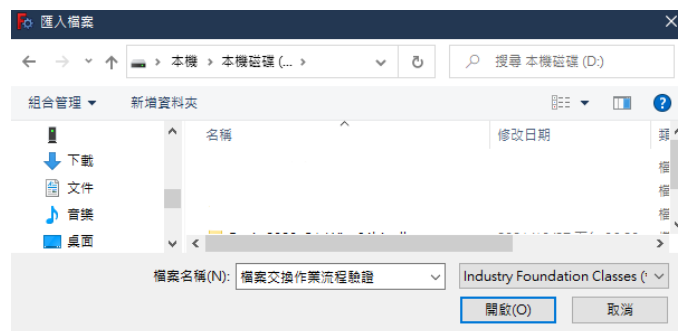 匯入檔案
本機 › 本機磁碟 (... ›
搜尋 本機磁碟 (D:)
組合管理 新增資料夾
名稱 修改日期
下載
文件
音樂
桌面
檔案名稱(N): 檔案交換作業流程驗證 Industry Foundation Classes (
開啟(O) 取消